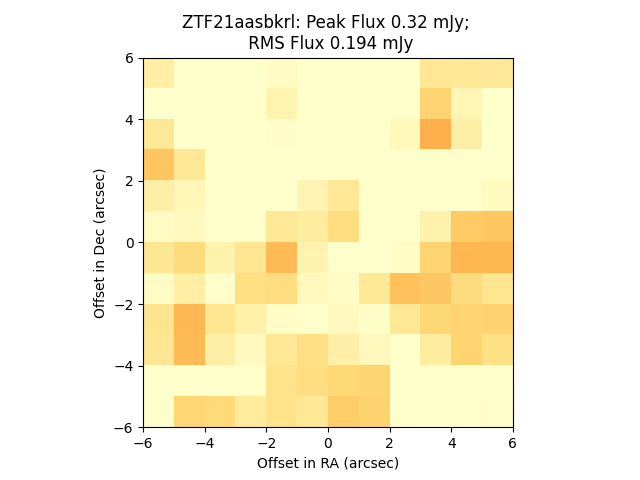 ZTF21aasbkrl: Peak Flux 0.32 mJy;
RMS Flux 0.194 mJy
6
4
2
0
−2
−4
−6
Offset in Dec (arcsec)
−6 −4 −2 0 2 4 6
Offset in RA (arcsec)